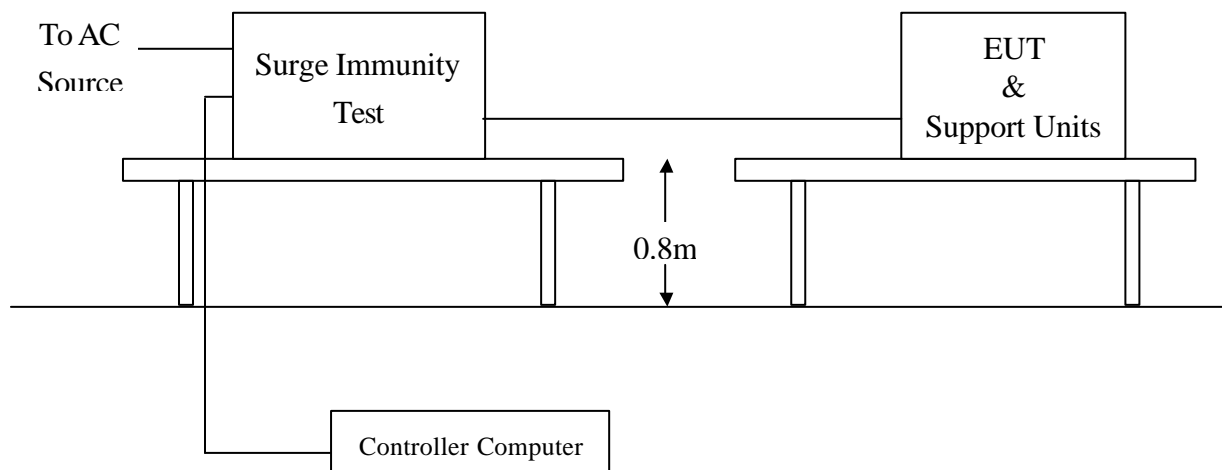 To AC
Source
Surge Immunity
Test
EUT
&
Support Units
0.8m
Controller Computer